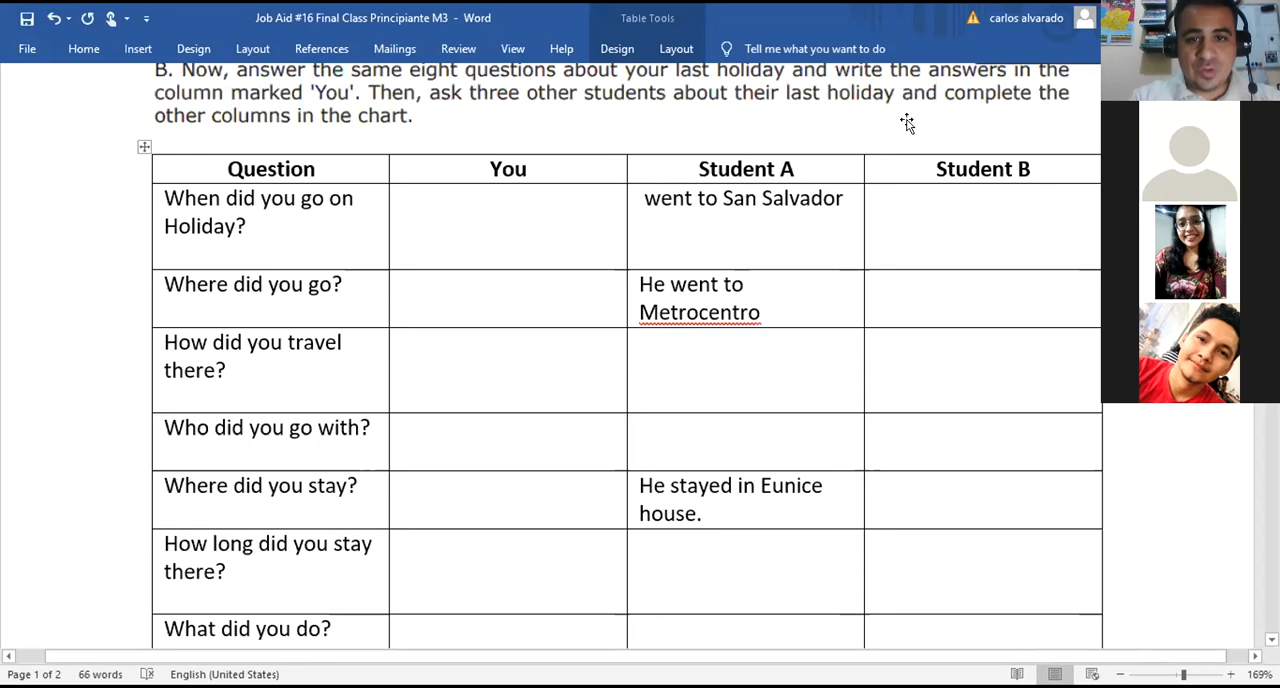 Job Aid #16 Final Class Principiante M3 - Word
Table Tools
carlos alvarado
File Home Insert Design Layout References Mailings Review View Help Design Layout Tell me what you want to do
B. Now, answer the same eight questions about your last holiday and write the answers in the
column marked 'You'. Then, ask three other students about their last holiday and complete the
other columns in the chart.
Question You Student A Student B
When did you go on went to San Salvador
Holiday?
Where did you go? He went to
Metrocentro
How did you travel
there?
Who did you go with?
Where did you stay? He stayed in Eunice
house.
How long did you stay
there?
What did you do?
Page 1 of 2 66 words English (United States) 169%